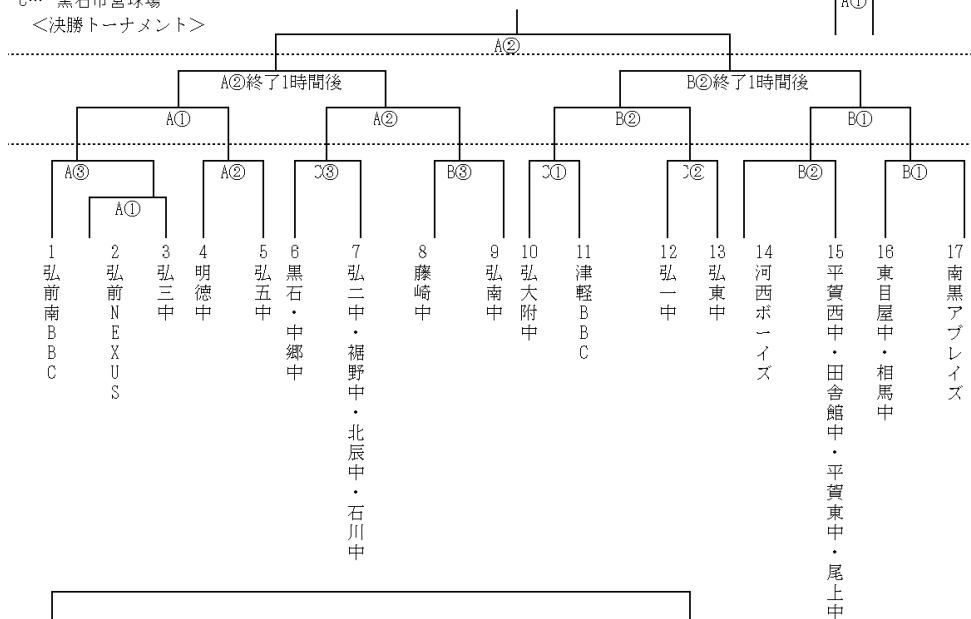 C… 黒石市営球場
A①
＜決勝トーナメント＞
A②
A②終了1時間後
B②終了1時間後
A①
A②
B②
B①
A③
A②
C③
B③
C①
C②
B②
B①
A①
1 弘前南BBC
2 弘前NEXUS
3 弘三中
4 明徳中
5 弘五中
6 黒石・中郷中
7 弘二中・裾野中・北辰中・石川中
8 藤崎中
9 弘南中
10 弘大附中
11 津軽BBC
12 弘一中
13 弘東中
14 河西ボーイズ
15 平賀西中・田舎館中・平賀東中・尾上中
16 東目屋中・相馬中
17 南黒アブレイズ